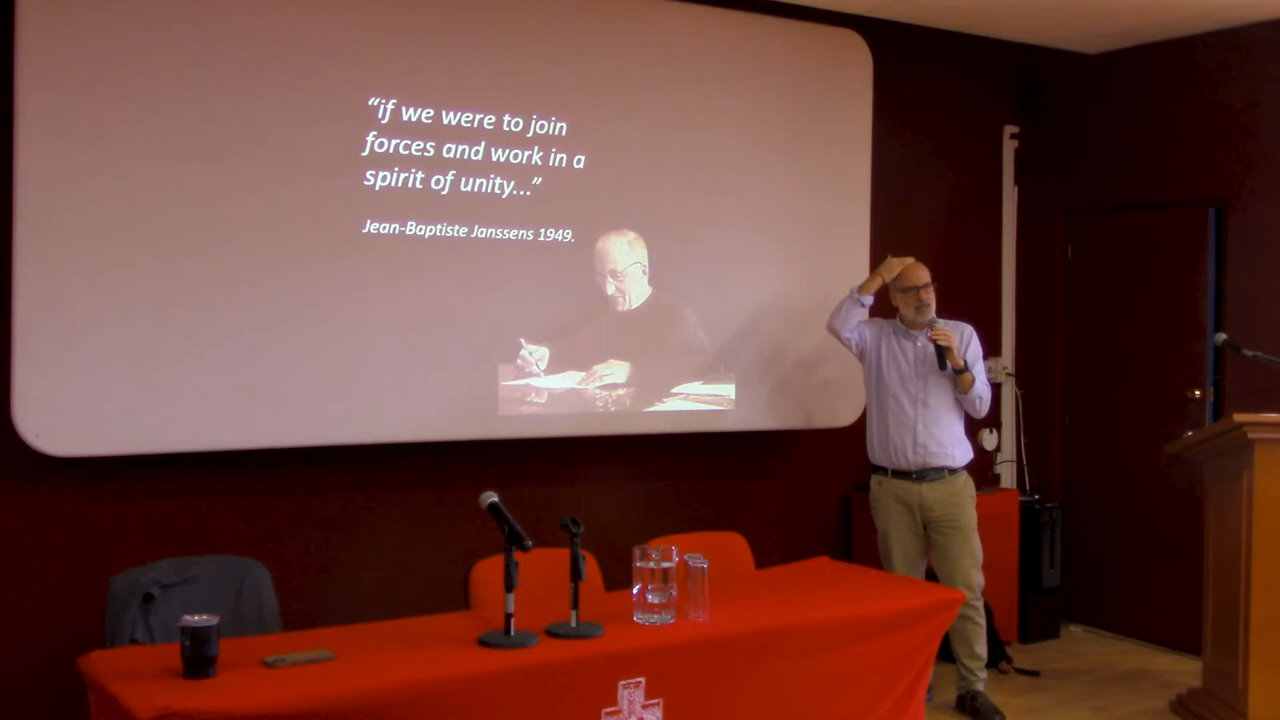 “if we were to join
forces and work in a
spirit of unity...”
Jean-Baptiste Janssens 1949.